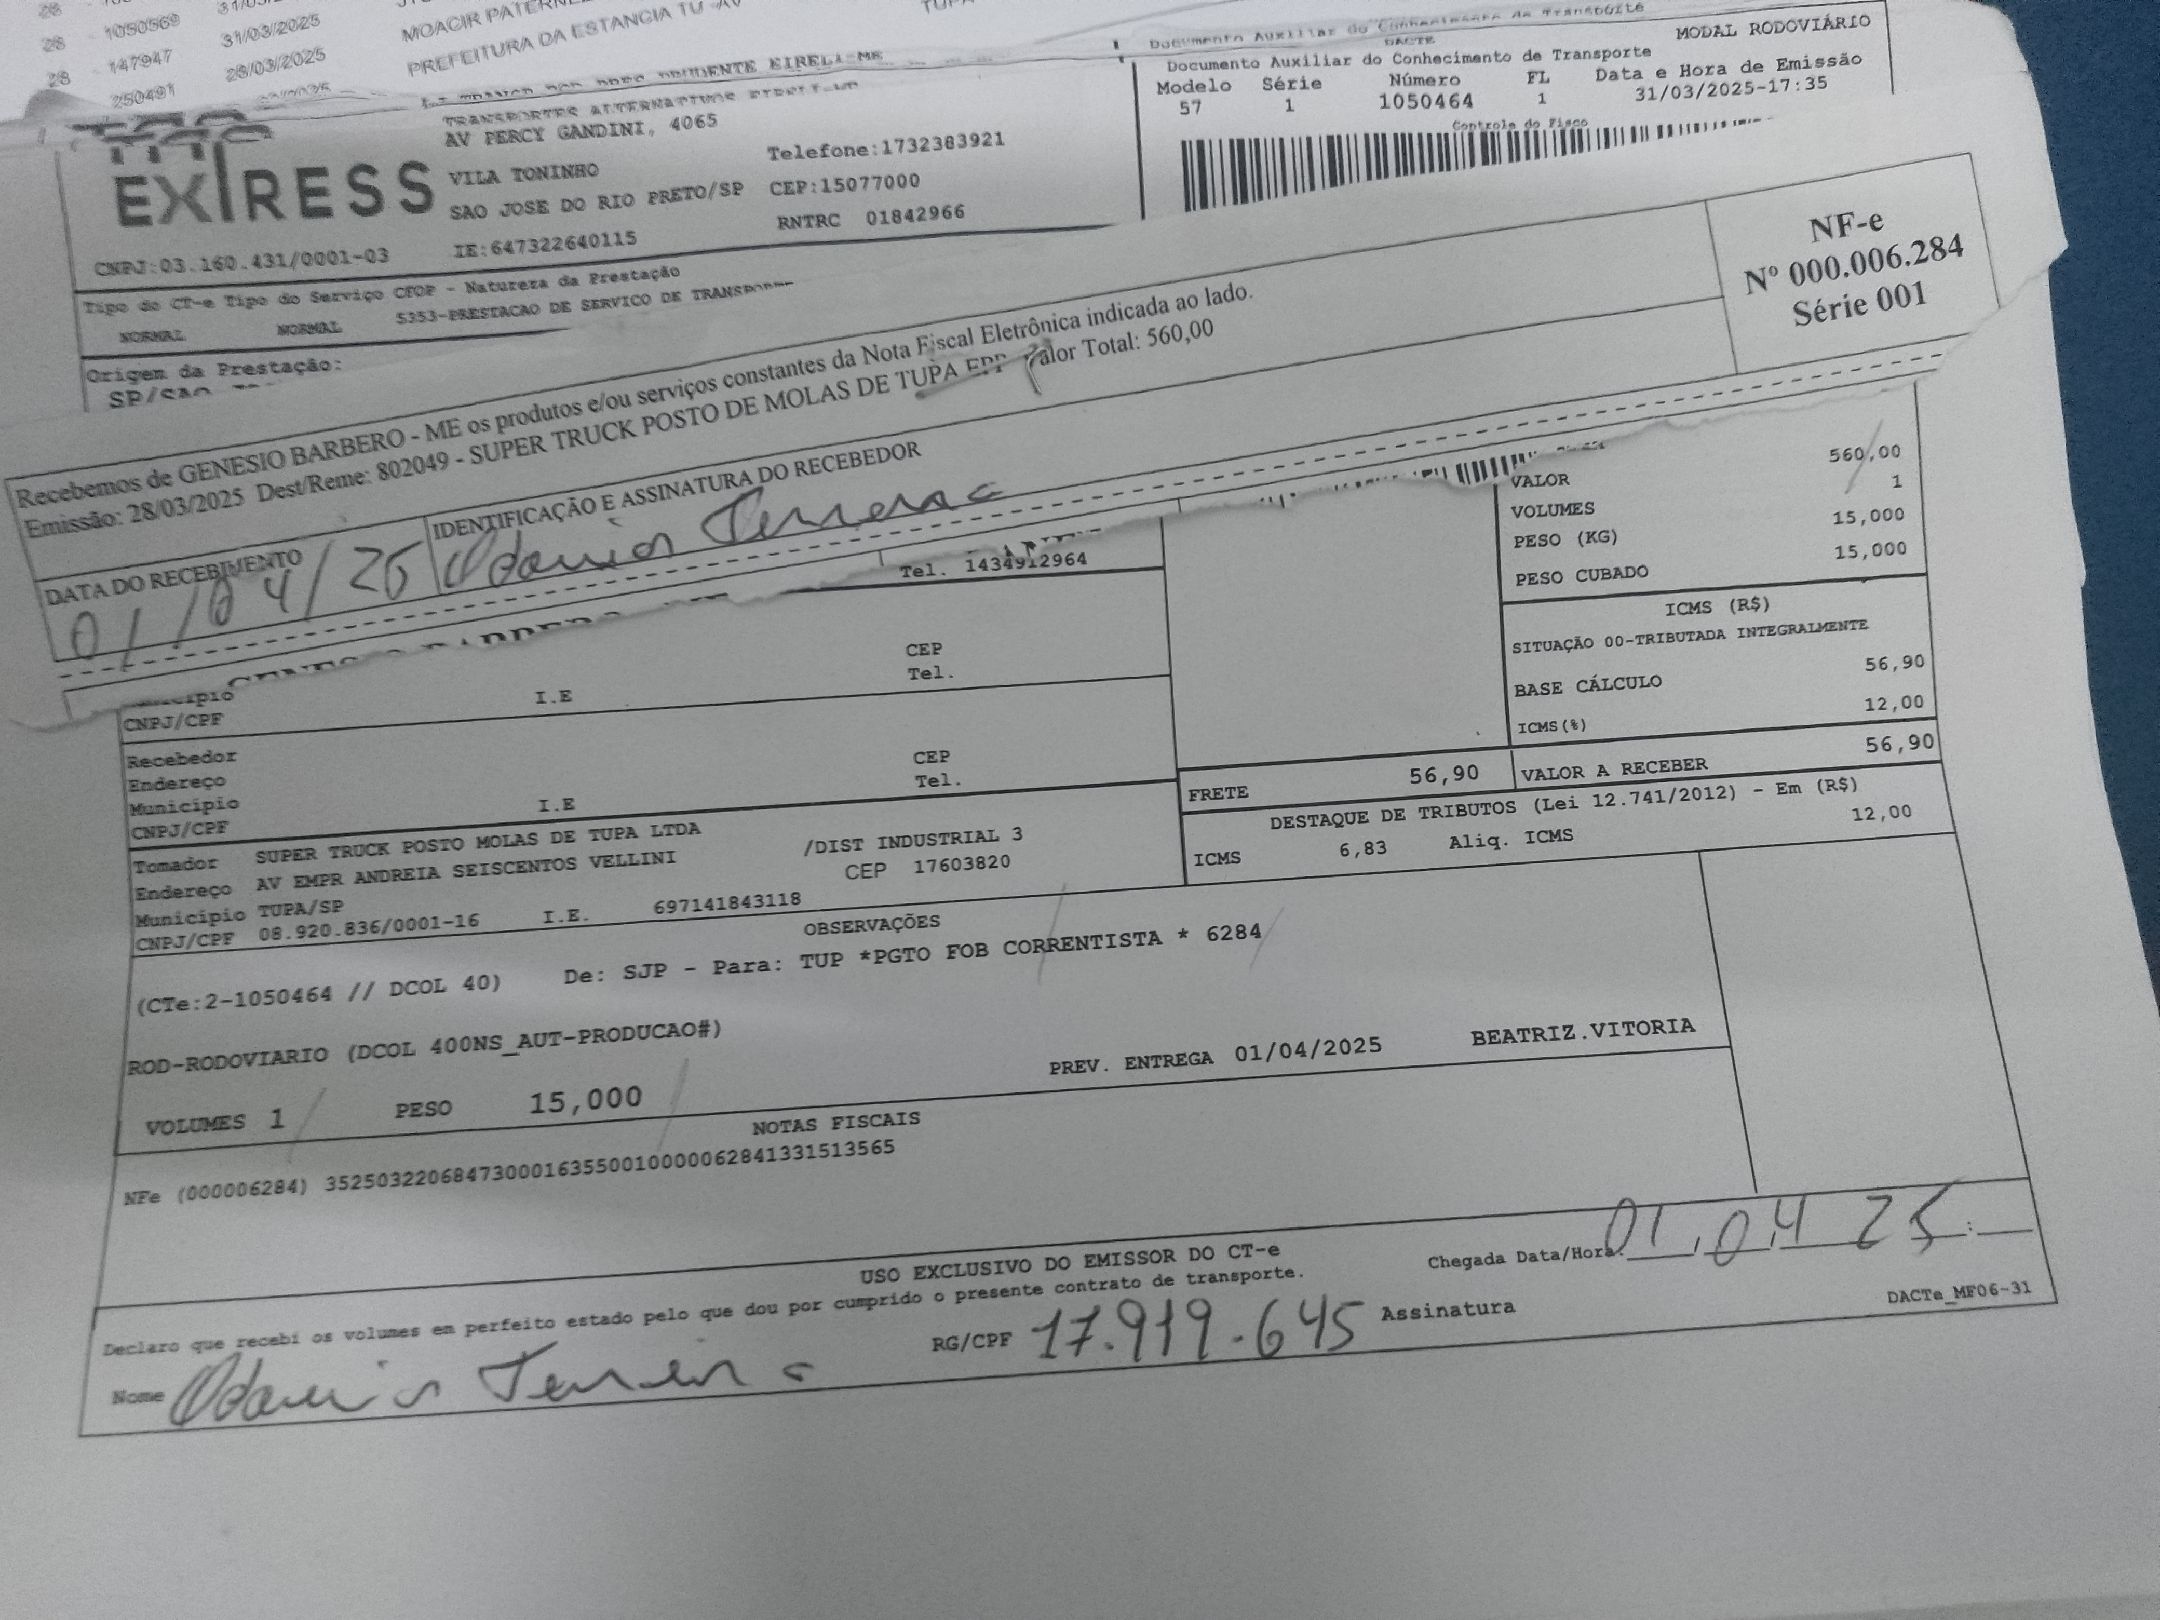 28 1050569 31/03/2025 MOACIR
28 147947 31/03/2025 PREFEITURA DA ESTANCIA TU AV
28 250491 28/03/2025
Documento Auxiliar do Conhecimento de Transporte
MODAL RODOVIÁRIO
DACTE
Documento Auxiliar do Conhecimento de Transporte
Modelo Série Número FL Data e Hora de Emissão
57 1 1050464 1 31/03/2025-17:35
Controle do Fisco
EXPRESS
TRANSPORTES ALTERNATIVOS
AV PERCY GANDINI, 4065
VILA TONINHO Telefone:1732383921
SAO JOSE DO RIO PRETO/SP CEP:15077000
CNPJ:03.160.431/0001-03 IE:647322640115 RNTRC 01842966
Tipo do CT-e Tipo do Serviço CFOP - Natureza da Prestação
NORMAL NORMAL 5353-PRESTACAO DE SERVICO DE TRANSPORTE
Origem da Prestação:
Recebemos de GENESIO BARBERO - ME os produtos e/ou serviços constantes da Nota Fiscal Eletrônica indicada ao lado.
Emissão: 28/03/2025 Dest/Reme: 802049 - SUPER TRUCK POSTO DE MOLAS DE TUPA EPP Valor Total: 560,00
NF-e
Nº 000.006.284
Série 001
DATA DO RECEBIMENTO IDENTIFICAÇÃO E ASSINATURA DO RECEBEDOR
01/04/25
VALOR 560,00
VOLUMES 1
PESO (KG) 15,000
PESO CUBADO 15,000
Tel. 1434912964
ICMS (R$)
SITUAÇÃO 00-TRIBUTADA INTEGRALMENTE
BASE CÁLCULO 56,90
ICMS(%) 12,00
CEP
Tel.
CNPJ/CPF I.E
Recebedor
Endereço CEP
Município Tel.
CNPJ/CPF I.E
FRETE 56,90 VALOR A RECEBER 56,90
DESTAQUE DE TRIBUTOS (Lei 12.741/2012) - Em (R$)
ICMS 6,83 Aliq. ICMS 12,00
Tomador SUPER TRUCK POSTO MOLAS DE TUPA LTDA
Endereço AV EMPR ANDREIA SEISCENTOS VELLINI /DIST INDUSTRIAL 3
Município TUPA/SP CEP 17603820
CNPJ/CPF 08.920.836/0001-16 I.E. 697141843118
OBSERVAÇÕES
(CTe:2-1050464 // DCOL 40) De: SJP - Para: TUP *PGTO FOB CORRENTISTA * 6284
ROD-RODOVIARIO (DCOL 400NS_AUT-PRODUCAO#)
PREV. ENTREGA 01/04/2025 BEATRIZ.VITORIA
VOLUMES 1 PESO 15,000
NOTAS FISCAIS
NFe (000006284) 35250322068473000163550010000062841331513565
USO EXCLUSIVO DO EMISSOR DO CT-e
Declaro que recebi os volumes em perfeito estado pelo que dou por cumprido o presente contrato de transporte.
Chegada Data/Hora: 01 04 25 :
Nome RG/CPF 17.919.645 Assinatura
DACTe_MF06-31